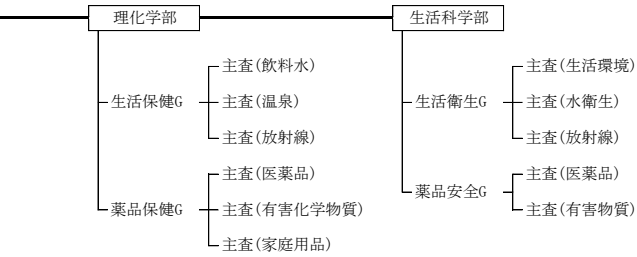 理化学部
生活保健G
主査(飲料水)
主査(温泉)
主査(放射線)
薬品保健G
主査(医薬品)
主査(有害化学物質)
主査(家庭用品)
生活科学部
生活衛生G
主査(生活環境)
主査(水衛生)
主査(放射線)
薬品安全G
主査(医薬品)
主査(有害物質)